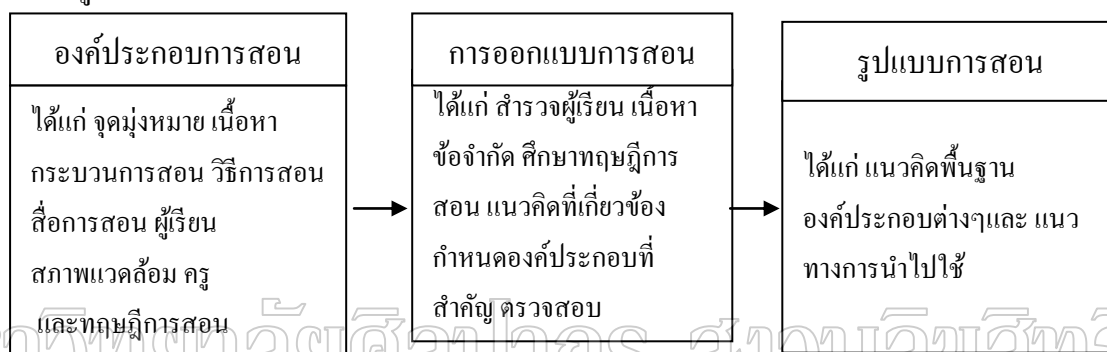 องค์ประกอบการสอน
ได้แก่ จุดมุ่งหมาย เนื้อหา
กระบวนการสอน วิธีการสอน
สื่อการสอน ผู้เรียน
สภาพแวดล้อม ครู
และทฤษฎีการสอน
การออกแบบการสอน
ได้แก่ สำรวจผู้เรียน เนื้อหา
ข้อจำกัด ศึกษาทฤษฎีการ
สอน แนวคิดที่เกี่ยวข้อง
กำหนดองค์ประกอบที่
สำคัญ ตรวจสอบ
รูปแบบการสอน
ได้แก่ แนวคิดพื้นฐาน
องค์ประกอบต่างๆและ แนว
ทางการนำไปใช้